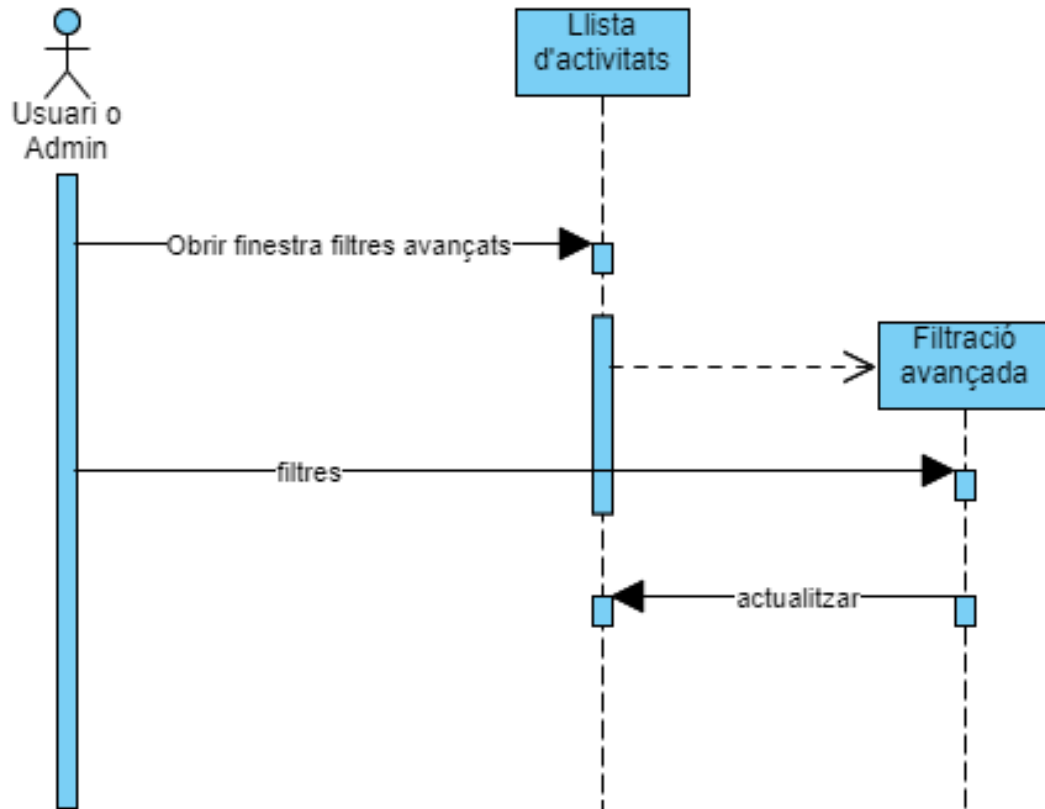 Llista
d'activitats
Usuari o
Admin
Obrir finestra filtres avançats
Filtració
avançada
filtres
actualitzar